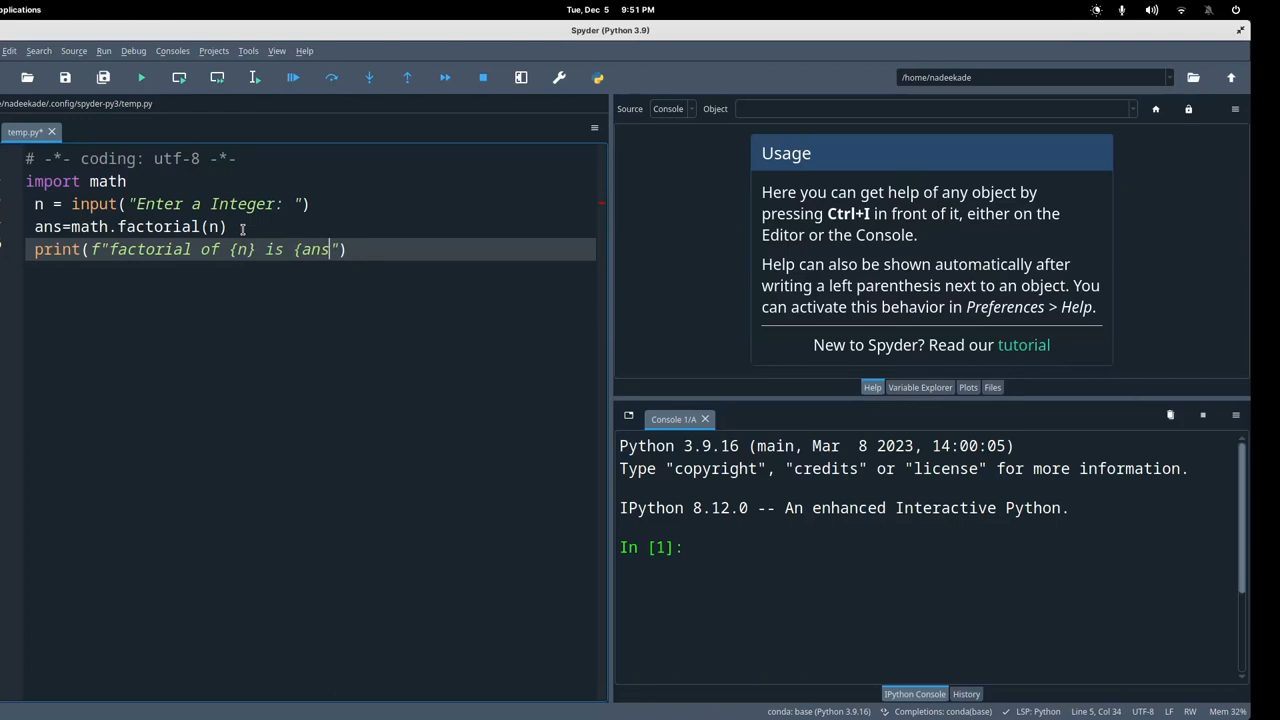 Tue, Dec 5 9:51 PM
Spyder (Python 3.9)
Edit Search Source Run Debug Consoles Projects Tools View Help
/home/nadeekade
e/nadeekade/.config/spyder-py3/temp.py
Source Console Object
temp.py*
# -*- coding: utf-8 -*-
import math
n = input("Enter a Integer: ")
ans=math.factorial(n)
print(f"factorial of {n} is {ans")
Usage
Here you can get help of any object by
pressing Ctrl+I in front of it, either on the
Editor or the Console.
Help can also be shown automatically after
writing a left parenthesis next to an object. You
can activate this behavior in Preferences > Help.
New to Spyder? Read our tutorial
Help Variable Explorer Plots Files
Console 1/A
Python 3.9.16 (main, Mar  8 2023, 14:00:05)
Type "copyright", "credits" or "license" for more information.
IPython 8.12.0 -- An enhanced Interactive Python.
In [1]:
IPython Console History
conda: base (Python 3.9.16) Completions: conda(base) LSP: Python Line 5, Col 34 UTF-8 LF RW Mem 32%